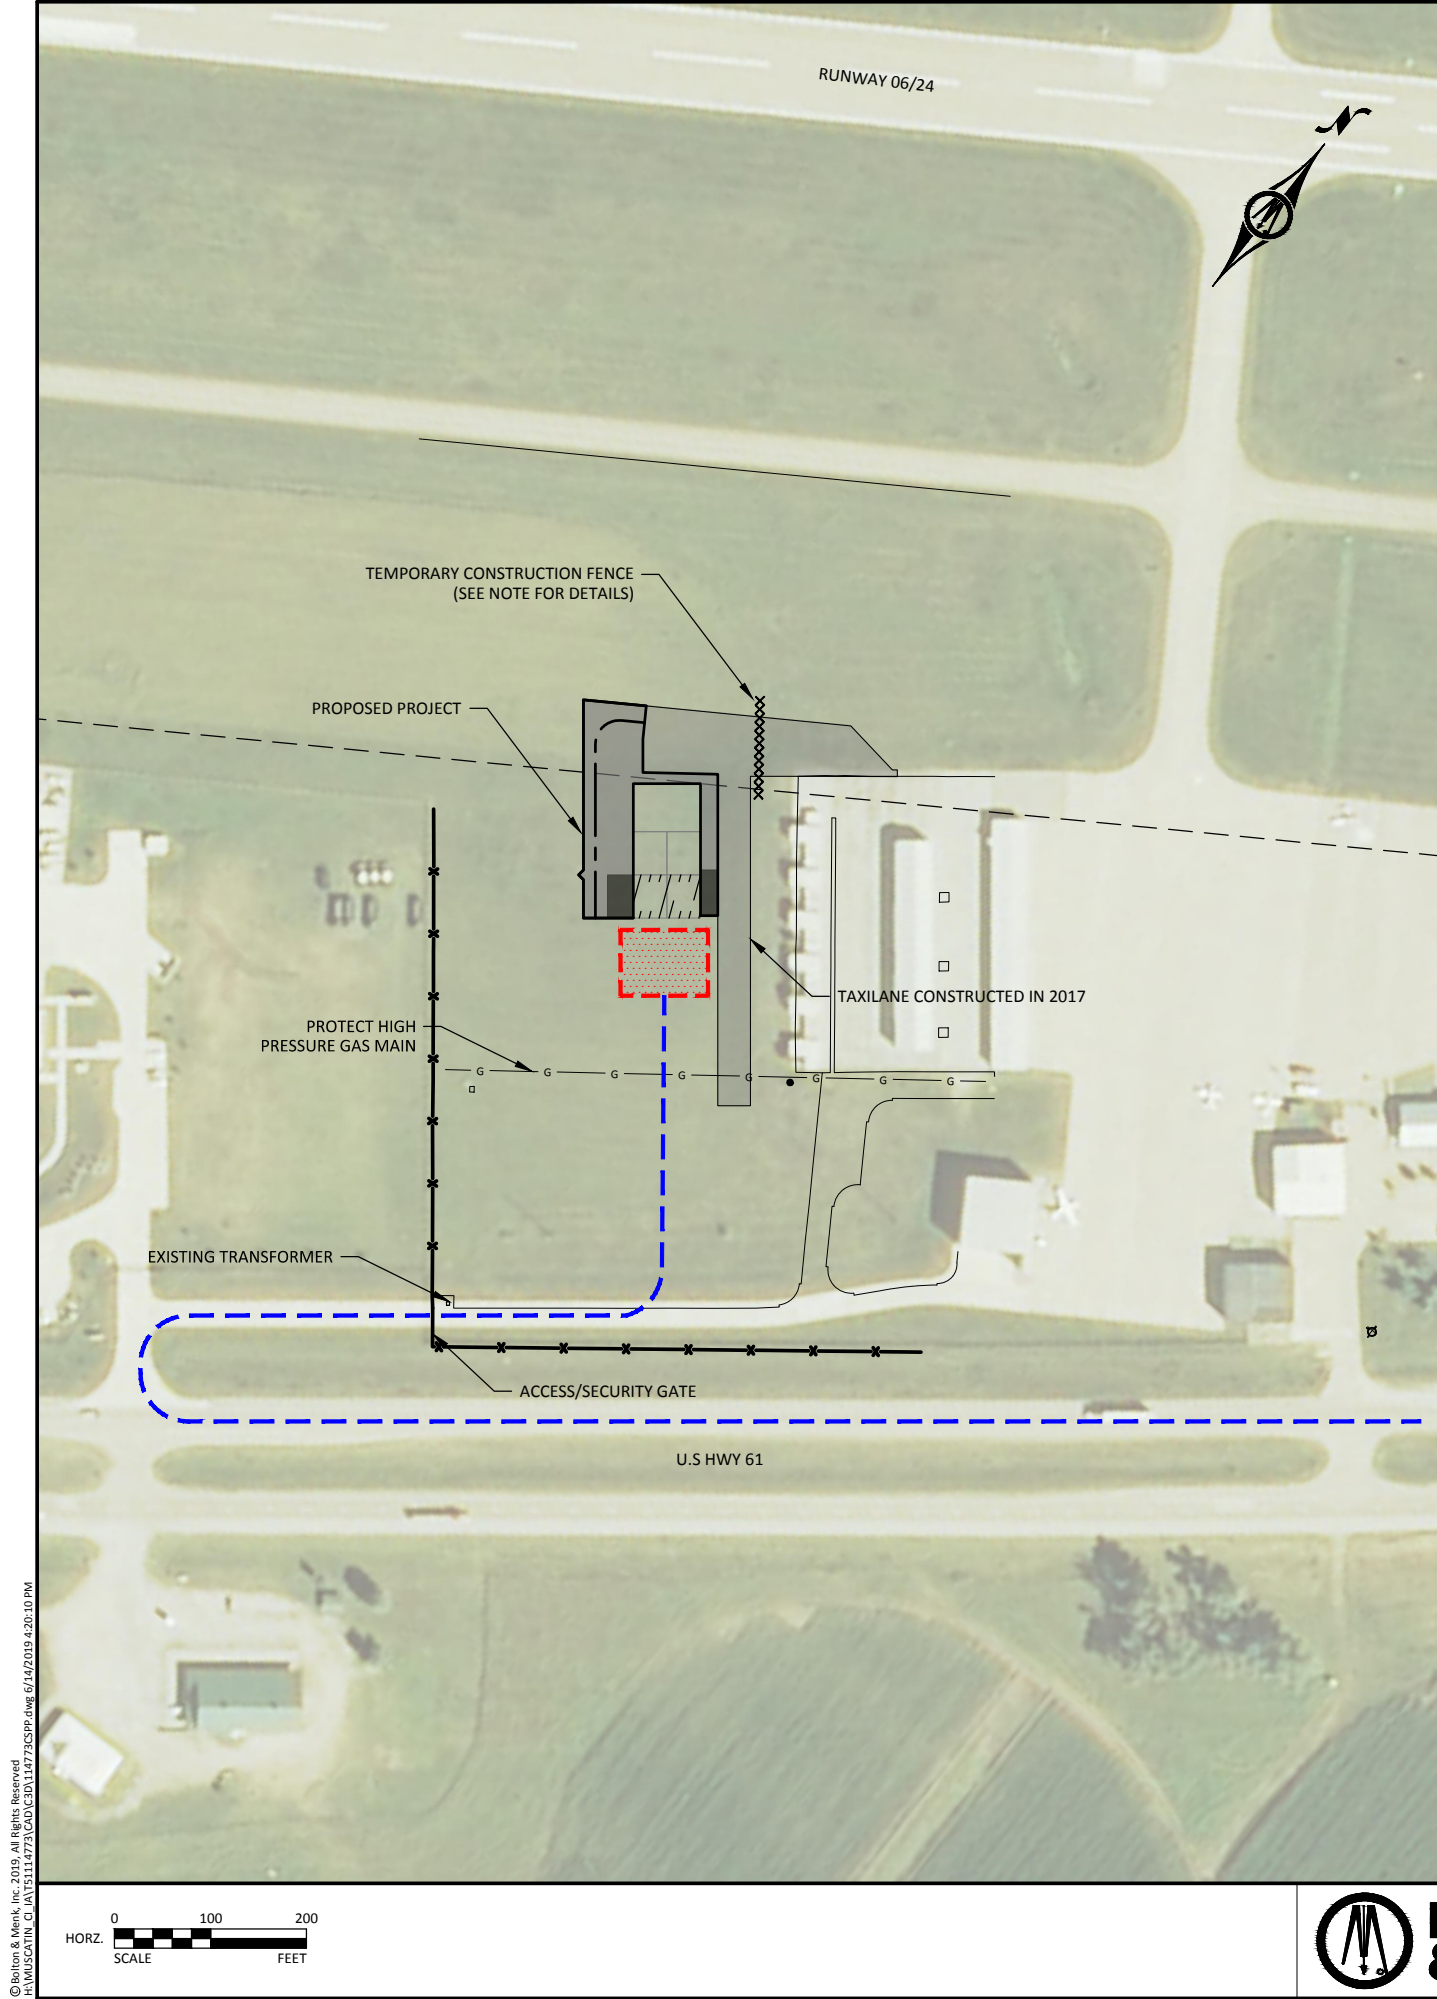 RUNWAY 06/24
N
TEMPORARY CONSTRUCTION FENCE
(SEE NOTE FOR DETAILS)
PROPOSED PROJECT
TAXILANE CONSTRUCTED IN 2017
PROTECT HIGH
PRESSURE GAS MAIN
G G G G G G G G
EXISTING TRANSFORMER
ACCESS/SECURITY GATE
U.S HWY 61
©Bolton & Menk, Inc. 2019, All Rights Reserved
H:\MUSCATIN_CI_IA\T51114773\CAD\C3D\114773CSPP.dwg 6/14/2019 4:20:10 PM
0 100 200
HORZ.
SCALE FEET